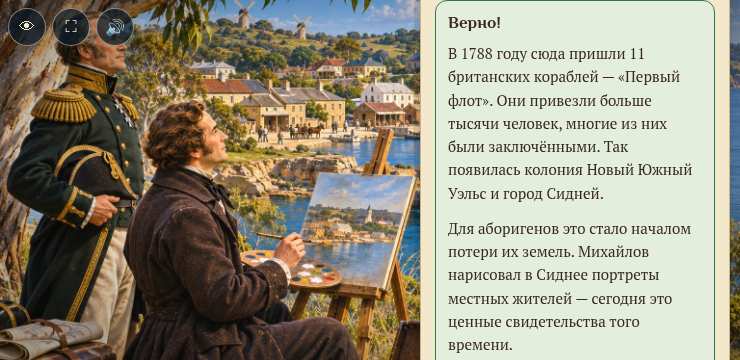 Верно!
В 1788 году сюда пришли 11
британских кораблей — «Первый
флот». Они привезли больше
тысячи человек, многие из них
были заключёнными. Так
появилась колония Новый Южный
Уэльс и город Сидней.
Для аборигенов это стало началом
потери их земель. Михайлов
нарисовал в Сиднее портреты
местных жителей — сегодня это
ценные свидетельства того
времени.